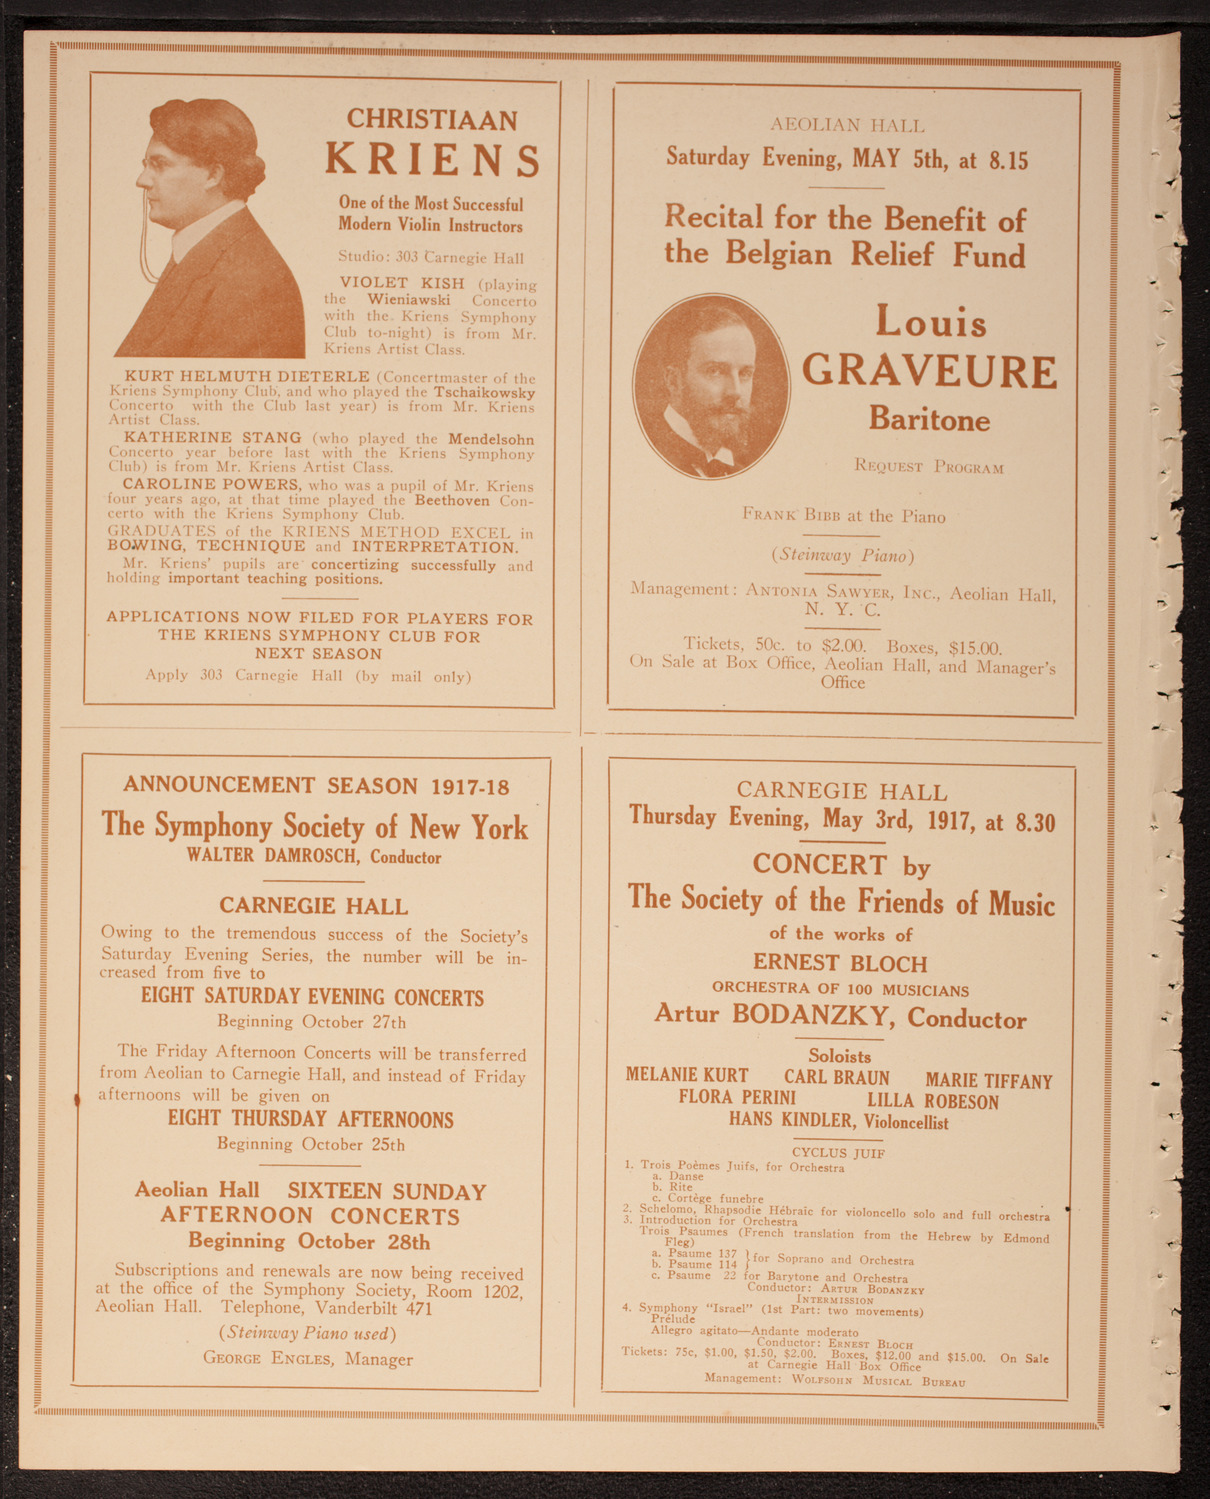 CHRISTIAAN
KRIENS
One of the Most Successful
Modern Violin Instructors
Studio: 303 Carnegie Hall
VIOLET KISH (playing
the Wieniawski Concerto
with the Kriens Symphony
Club to-night) is from Mr.
Kriens Artist Class.
KURT HELMUTH DIETERLE (Concertmaster of the
Kriens Symphony Club, and who played the Tschaikowsky
Concerto with the Club last year) is from Mr. Kriens
Artist Class.
KATHERINE STANG (who played the Mendelsohn
Concerto year before last with the Kriens Symphony
Club) is from Mr. Kriens Artist Class.
CAROLINE POWERS, who was a pupil of Mr. Kriens
four years ago, at that time played the Beethoven Con-
certo with the Kriens Symphony Club.
GRADUATES of the KRIENS METHOD EXCEL in
BOWING, TECHNIQUE and INTERPRETATION.
Mr. Kriens' pupils are concertizing successfully and
holding important teaching positions.
APPLICATIONS NOW FILED FOR PLAYERS FOR
THE KRIENS SYMPHONY CLUB FOR
NEXT SEASON
Apply 303 Carnegie Hall (by mail only)
AEOLIAN HALL
Saturday Evening, MAY 5th, at 8.15
Recital for the Benefit of
the Belgian Relief Fund
Louis
GRAVEURE
Baritone
REQUEST PROGRAM
FRANK BIBB at the Piano
(Steinway Piano)
Management: ANTONIA SAWYER, INC., Aeolian Hall,
N. Y. C.
Tickets, 50c. to $2.00. Boxes, $15.00.
On Sale at Box Office, Aeolian Hall, and Manager's
Office
ANNOUNCEMENT SEASON 1917-18
The Symphony Society of New York
WALTER DAMROSCH, Conductor
CARNEGIE HALL
Owing to the tremendous success of the Society's
Saturday Evening Series, the number will be in-
creased from five to
EIGHT SATURDAY EVENING CONCERTS
Beginning October 27th
The Friday Afternoon Concerts will be transferred
from Aeolian to Carnegie Hall, and instead of Friday
afternoons will be given on
EIGHT THURSDAY AFTERNOONS
Beginning October 25th
Aeolian Hall SIXTEEN SUNDAY
AFTERNOON CONCERTS
Beginning October 28th
Subscriptions and renewals are now being received
at the office of the Symphony Society, Room 1202,
Aeolian Hall. Telephone, Vanderbilt 471
(Steinway Piano used)
GEORGE ENGLES, Manager
CARNEGIE HALL
Thursday Evening, May 3rd, 1917, at 8.30
CONCERT by
The Society of the Friends of Music
of the works of
ERNEST BLOCH
ORCHESTRA OF 100 MUSICIANS
Artur BODANZKY, Conductor
Soloists
MELANIE KURT CARL BRAUN MARIE TIFFANY
FLORA PERINI LILLA ROBESON
HANS KINDLER, Violoncellist
CYCLUS JUIF
1. Trois Poèmes Juifs, for Orchestra
a. Danse
b. Rite
c. Cortège funebre
2. Schelomo, Rhapsodie Hébraic for violoncello solo and full orchestra
3. Introduction for Orchestra
Trois Psaumes (French translation from the Hebrew by Edmond
Fleg)
a. Psaume 137 } for Soprano and Orchestra
b. Psaume 114 }
c. Psaume 22 for Barytone and Orchestra
Conductor: ARTUR BODANZKY
INTERMISSION
4. Symphony "Israel" (1st Part: two movements)
Prélude
Allegro agitato—Andante moderato
Conductor: ERNEST BLOCH
Tickets: 75c, $1.00, $1.50, $2.00. Boxes, $12.00 and $15.00. On Sale
at Carnegie Hall Box Office
Management: WOLFSOHN MUSICAL BUREAU